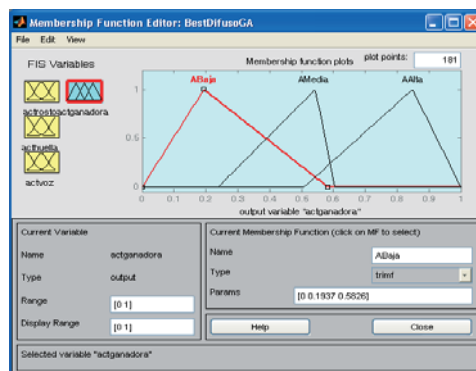 Membership Function Editor: BestDifusoGA
File Edit View
FIS Variables
Membership function plots
plot points:
181
actrosto
actganadora
acthuella
actvoz
ABaja
AMedia
AAlta
1
0.5
0
0 0.1 0.2 0.3 0.4 0.5 0.6 0.7 0.8 0.9 1
output variable "actganadora"
Current Variable
Name actganadora
Type output
Range [0 1]
Display Range [0 1]
Current Membership Function (click on MF to select)
Name ABaja
Type trimf
Params [0 0.1937 0.5826]
Help
Close
Selected variable "actganadora"